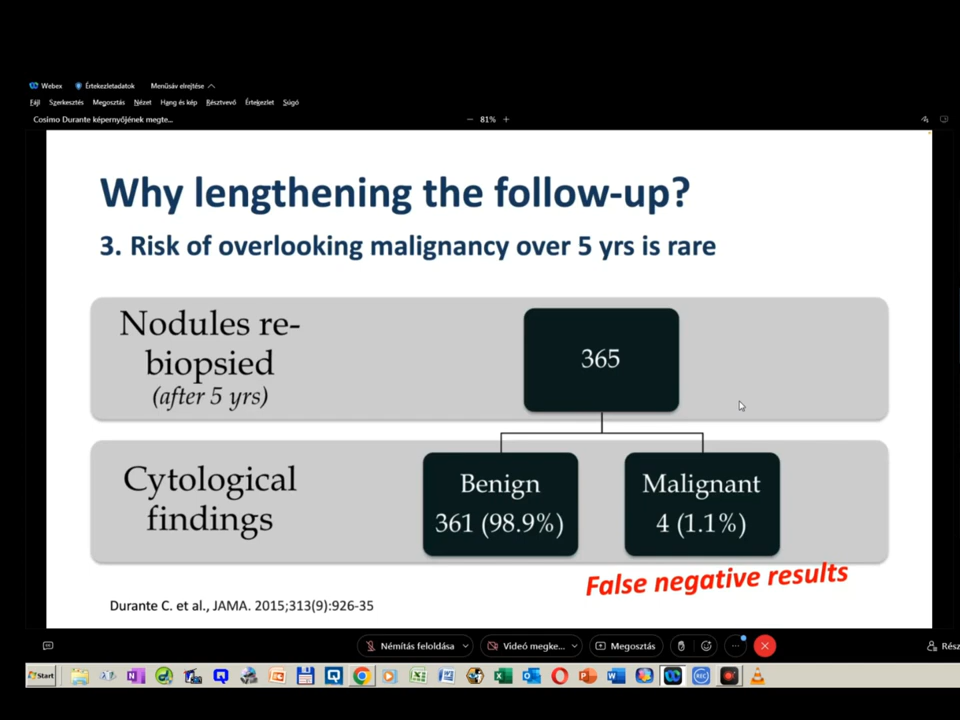 Webex
Értekezletadatok
Menüsáv elrejtése
Fájl Szerkesztés Megosztás Nézet Hang és kép Résztvevő Értekezlet Súgó
Cosimo Durante képernyőjének megte...
81%
Why lengthening the follow-up?
3. Risk of overlooking malignancy over 5 yrs is rare
Nodules re-
biopsied
(after 5 yrs)
365
Cytological
findings
Benign
361 (98.9%)
Malignant
4 (1.1%)
False negative results
Durante C. et al., JAMA. 2015;313(9):926-35
Némítás feloldása
Videó megke...
Megosztás
Rész
Start
REC